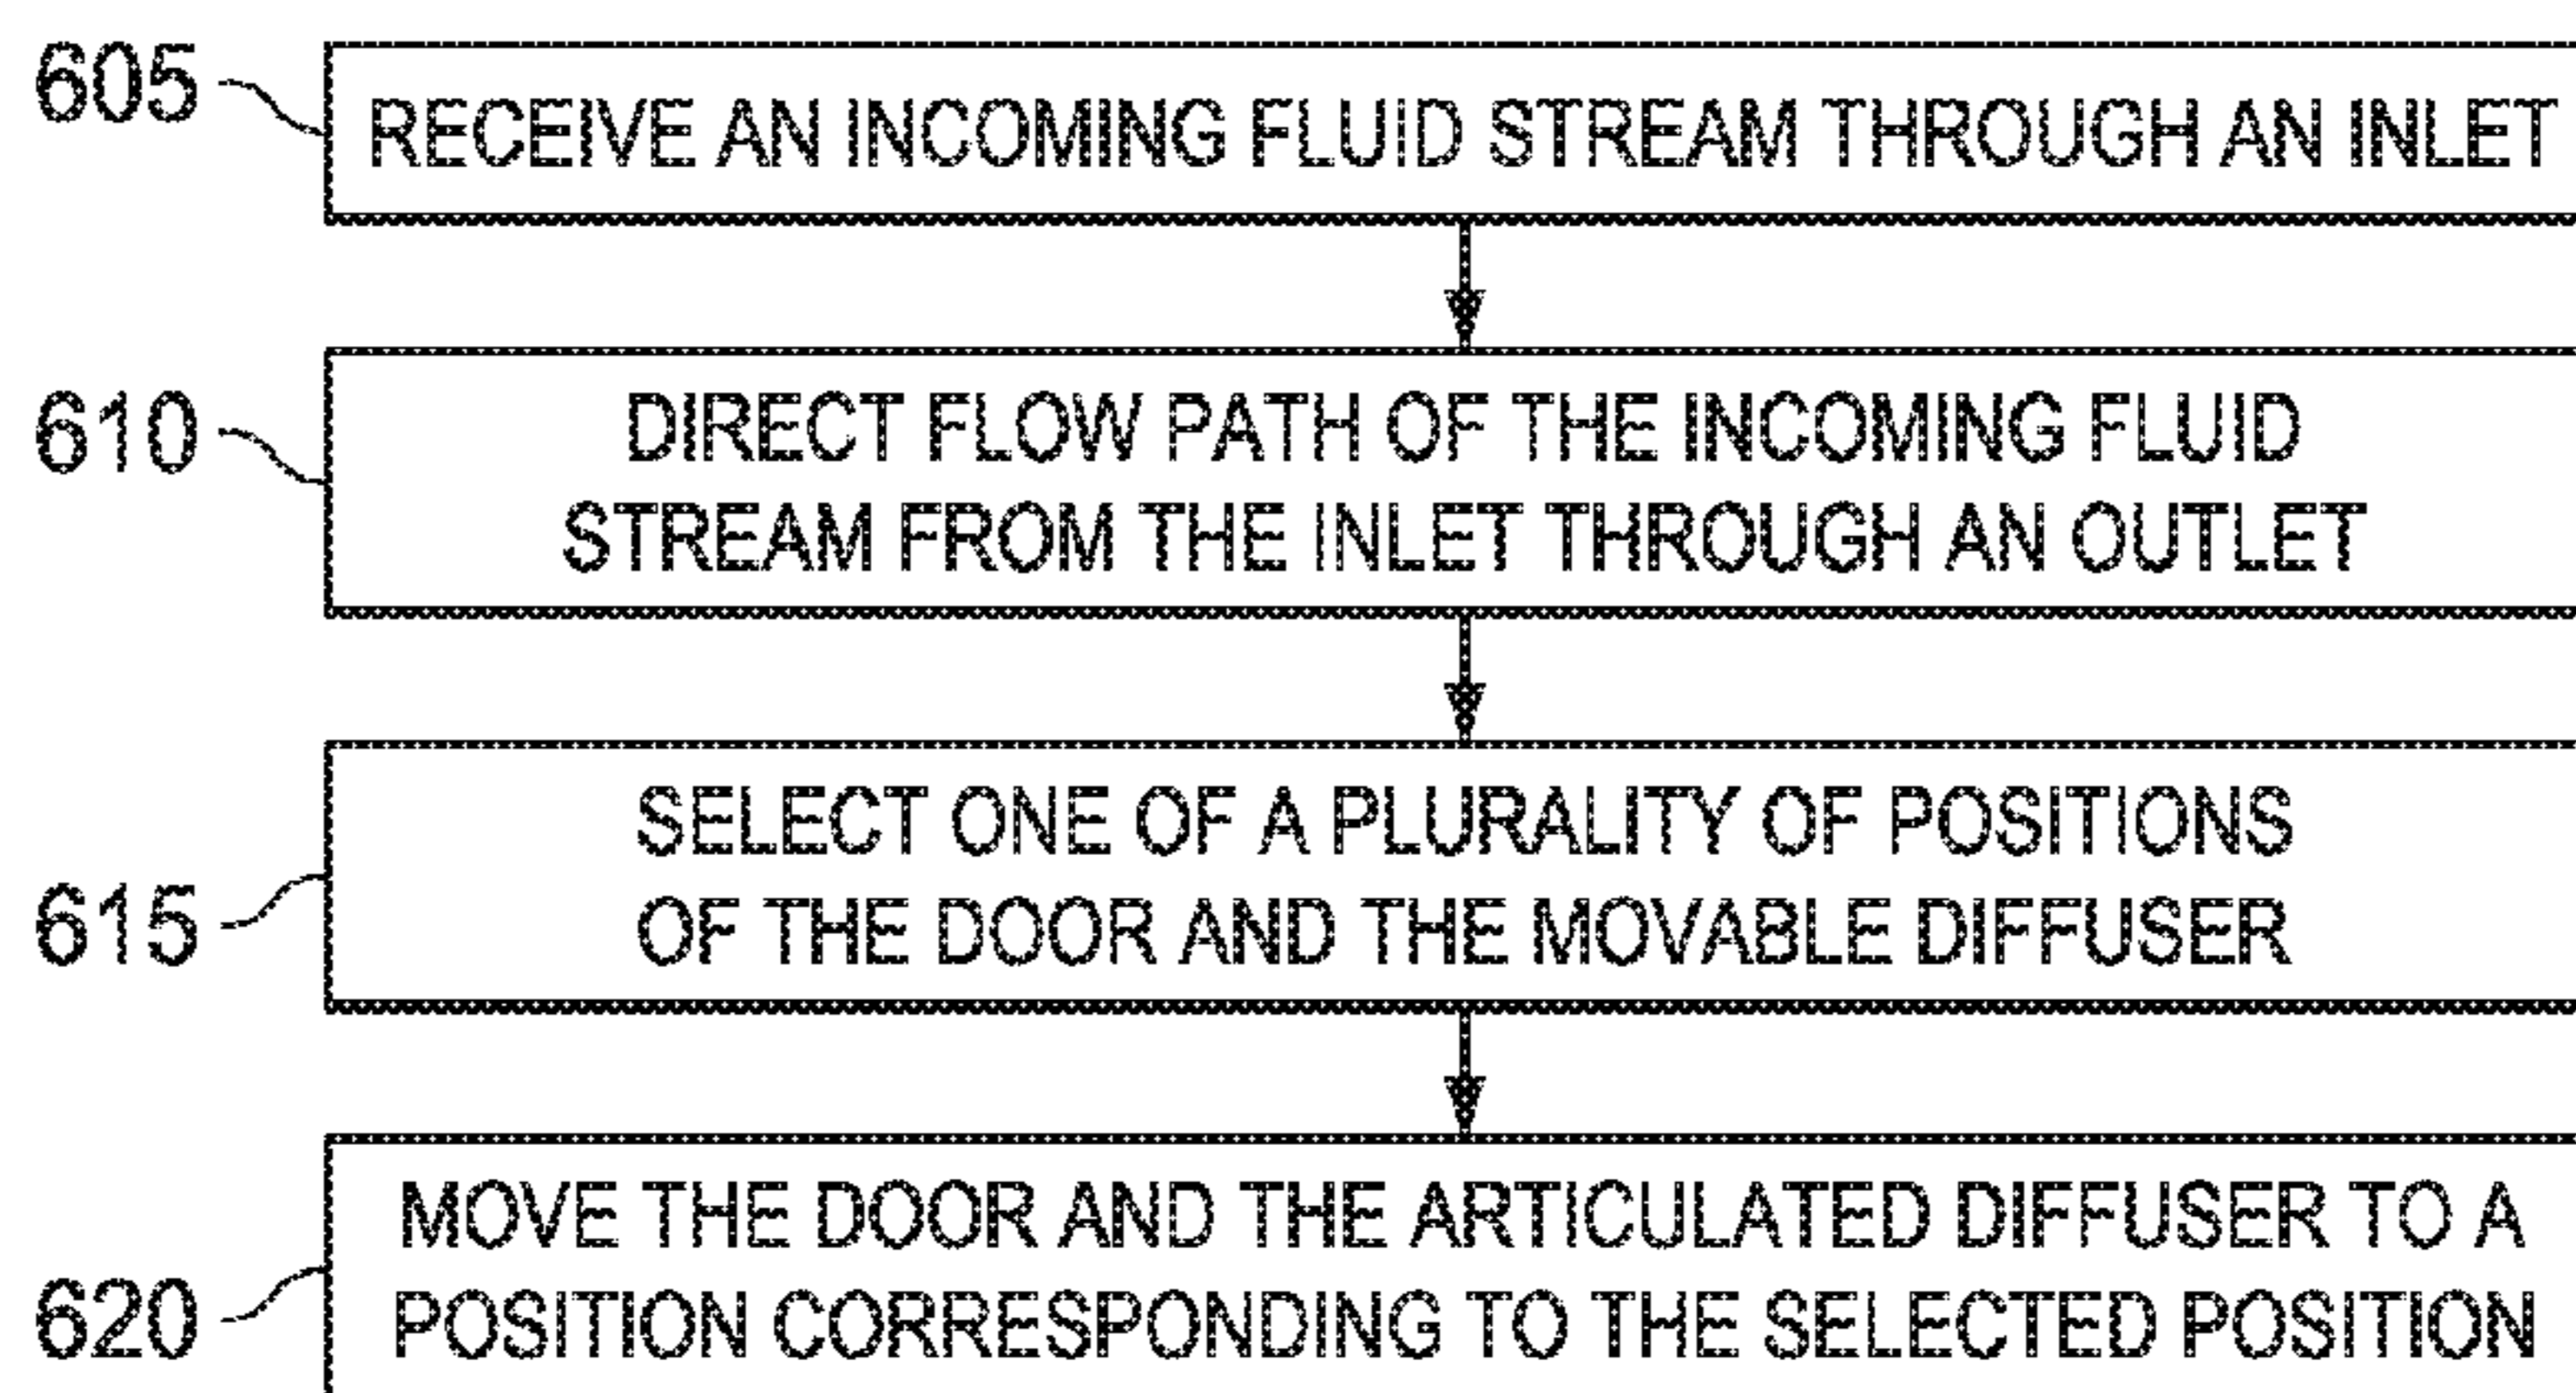 605
RECEIVE AN INCOMING FLUID STREAM THROUGH AN INLET
610
DIRECT FLOW PATH OF THE INCOMING FLUID
STREAM FROM THE INLET THROUGH AN OUTLET
615
SELECT ONE OF A PLURALITY OF POSITIONS
OF THE DOOR AND THE MOVABLE DIFFUSER
620
MOVE THE DOOR AND THE ARTICULATED DIFFUSER TO A
POSITION CORRESPONDING TO THE SELECTED POSITION